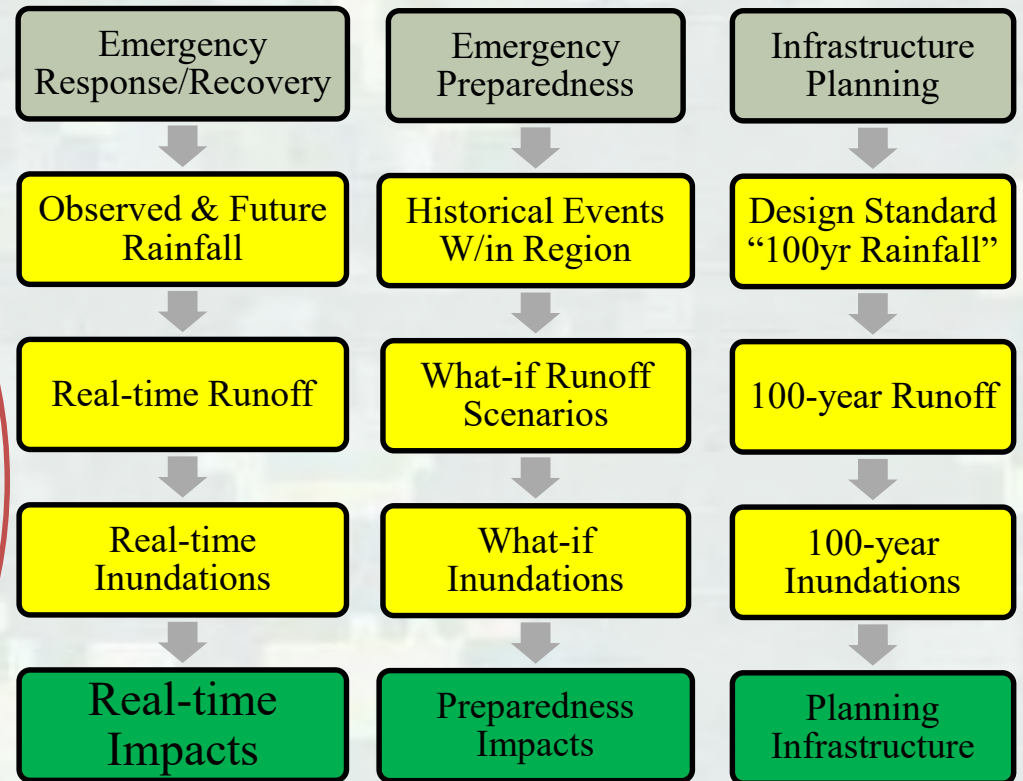 Emergency
Response/Recovery
Observed & Future
Rainfall
Real-time Runoff
Real-time
Inundations
Real-time
Impacts
Emergency
Preparedness
Historical Events
W/in Region
What-if Runoff
Scenarios
What-if
Inundations
Preparedness
Impacts
Infrastructure
Planning
Design Standard
“100yr Rainfall”
100-year Runoff
100-year
Inundations
Planning
Infrastructure